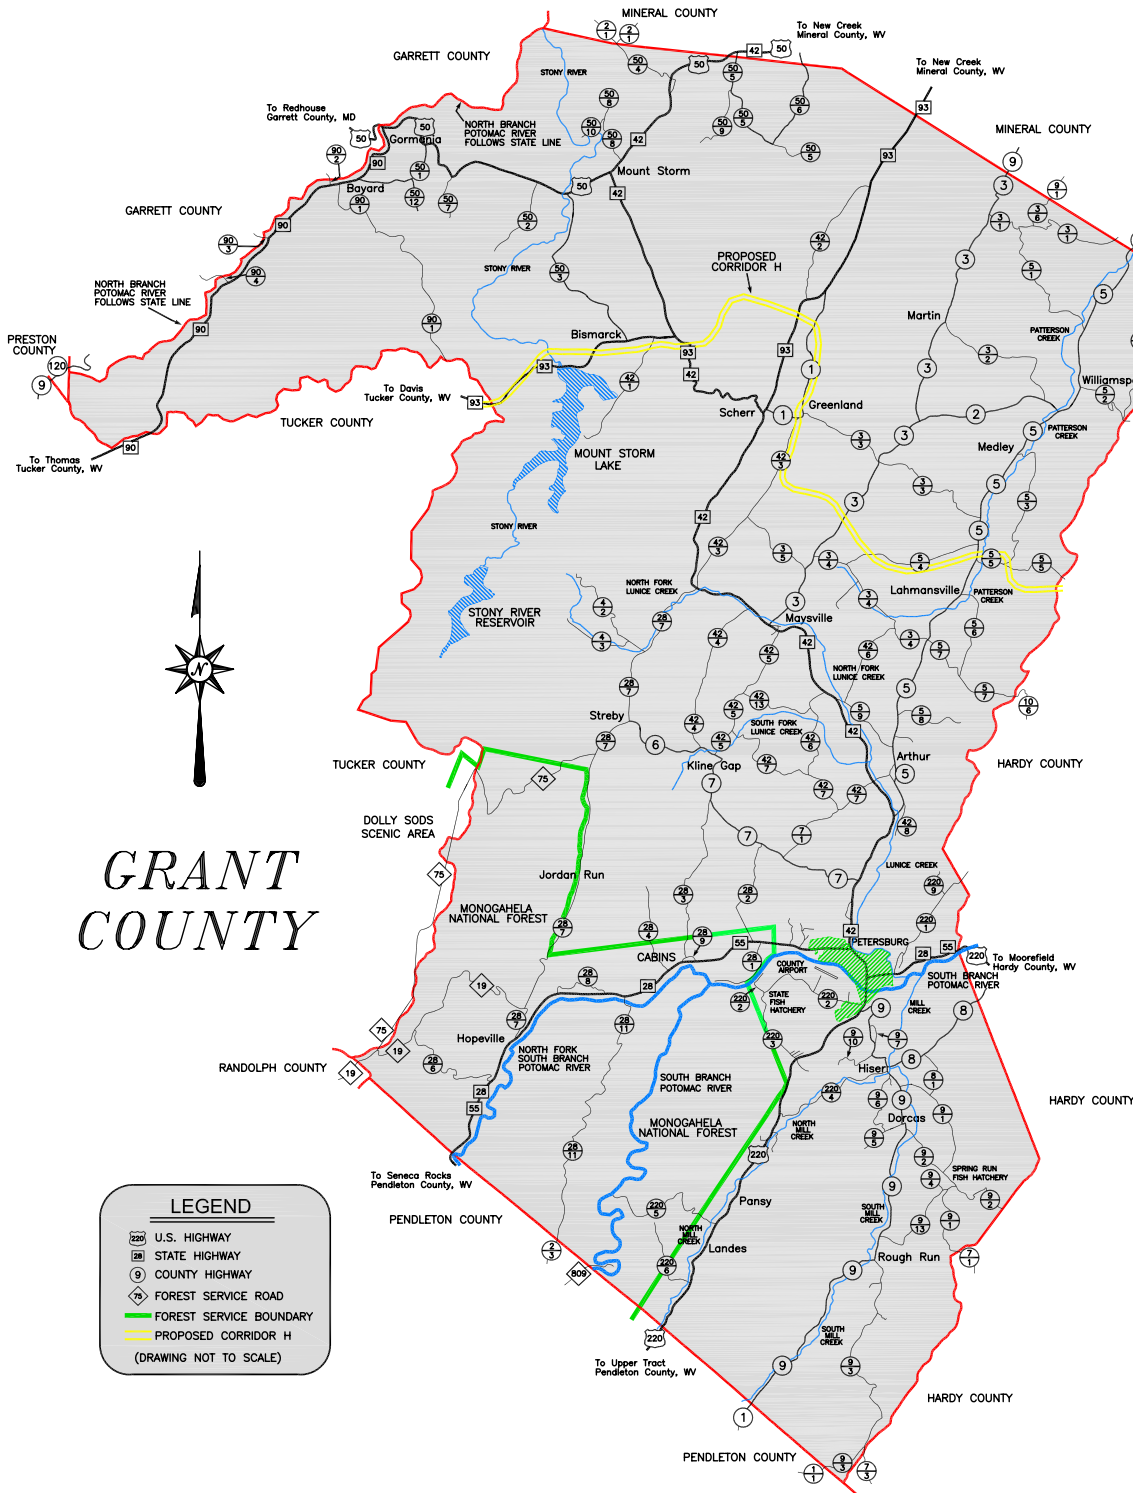 MINERAL COUNTY
To New Creek
Mineral County, WV
GARRETT COUNTY
STONY RIVER
To New Creek
Mineral County, WV
To Redhouse
Garrett County, MD
NORTH BRANCH
POTOMAC RIVER
FOLLOWS STATE LINE
Gormania
MINERAL COUNTY
Mount Storm
Bayard
GARRETT COUNTY
PROPOSED
CORRIDOR H
STONY RIVER
NORTH BRANCH
POTOMAC RIVER
FOLLOWS STATE LINE
Martin
PATTERSON
CREEK
Bismarck
PRESTON
COUNTY
To Davis
Tucker County, WV
Williamspo
TUCKER COUNTY
Scherr
Greenland
Medley
PATTERSON
CREEK
To Thomas
Tucker County, WV
MOUNT STORM
LAKE
STONY RIVER
NORTH FORK
LUNICE CREEK
Lahmansville
PATTERSON
CREEK
STONY RIVER
RESERVOIR
Maysville
NORTH FORK
LUNICE CREEK
Streby
SOUTH FORK
LUNICE CREEK
TUCKER COUNTY
Kline Gap
Arthur
HARDY COUNTY
DOLLY SODS
SCENIC AREA
GRANT
COUNTY
Jordan Run
LUNICE CREEK
MONOGAHELA
NATIONAL FOREST
CABINS
PETERSBURG
To Moorefield
Hardy County, WV
COUNTY
AIRPORT
SOUTH BRANCH
POTOMAC RIVER
STATE
FISH
HATCHERY
MILL
CREEK
Hopeville
NORTH FORK
SOUTH BRANCH
POTOMAC RIVER
RANDOLPH COUNTY
Hiser
SOUTH BRANCH
POTOMAC RIVER
HARDY COUNTY
MONOGAHELA
NATIONAL FOREST
NORTH
MILL
CREEK
Dorcas
To Seneca Rocks
Pendleton County, WV
SPRING RUN
FISH HATCHERY
PENDLETON COUNTY
Pansy
SOUTH
MILL
CREEK
NORTH
MILL
CREEK
Landes
Rough Run
LEGEND
220 U.S. HIGHWAY
28 STATE HIGHWAY
9 COUNTY HIGHWAY
75 FOREST SERVICE ROAD
FOREST SERVICE BOUNDARY
PROPOSED CORRIDOR H
(DRAWING NOT TO SCALE)
SOUTH
MILL
CREEK
To Upper Tract
Pendleton County, WV
HARDY COUNTY
PENDLETON COUNTY
N